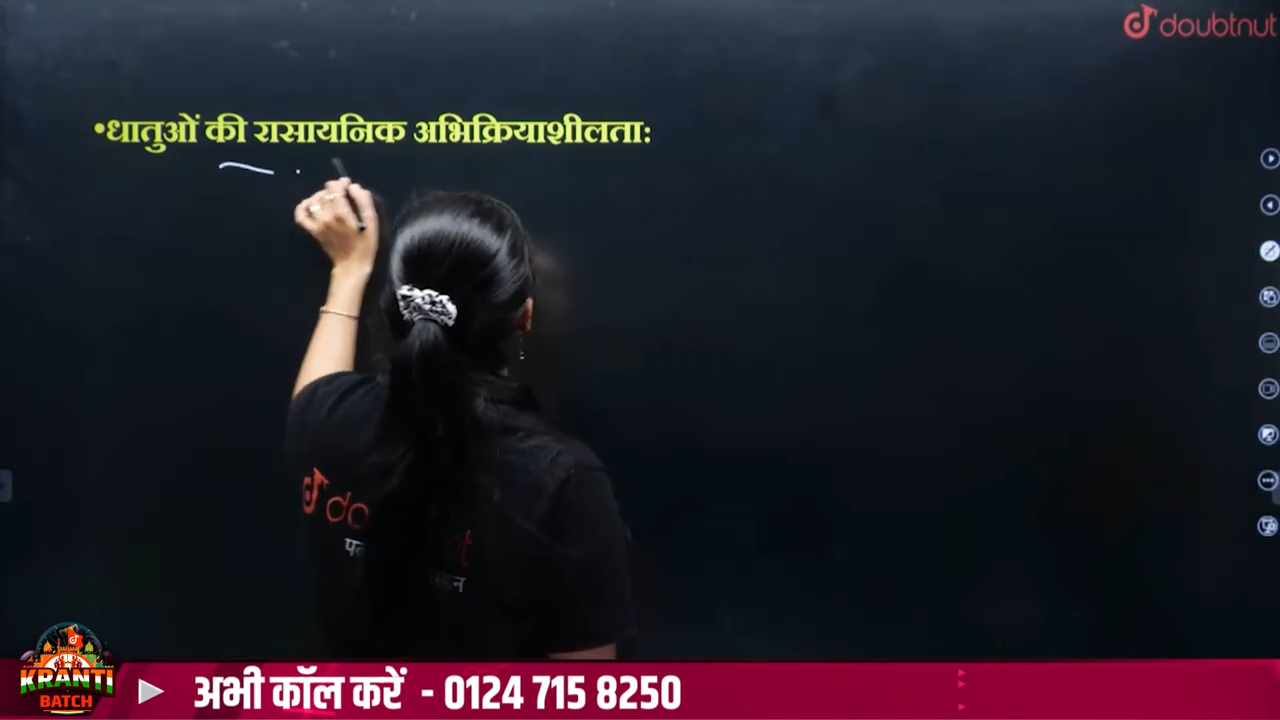 doubtnut
•धातुओं की रासायनिक अभिक्रियाशीलता:
KRANTI
BATCH
अभी कॉल करें - 0124 715 8250